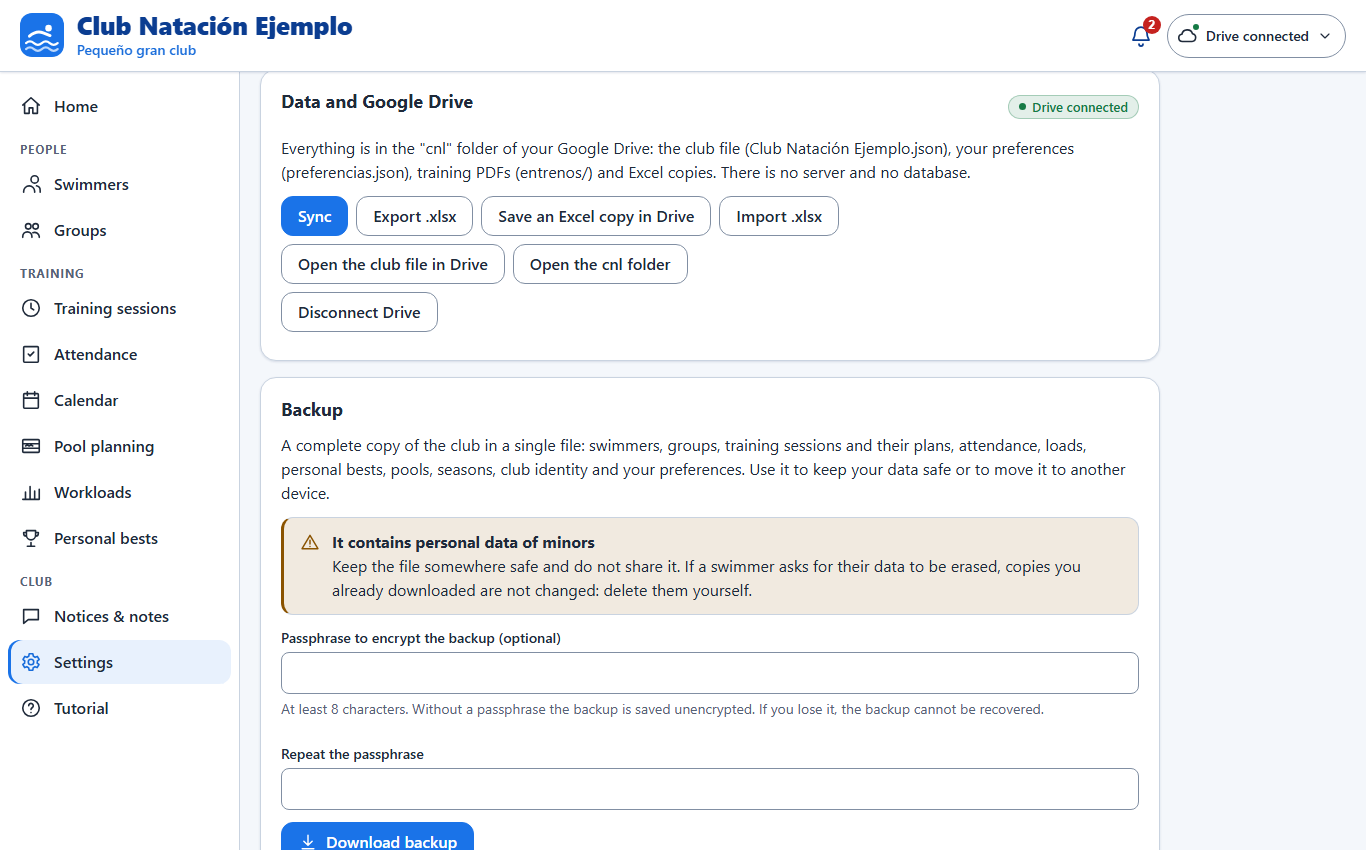 Club Natación Ejemplo
Pequeño gran club
2
Drive connected
Home
PEOPLE
Swimmers
Groups
TRAINING
Training sessions
Attendance
Calendar
Pool planning
Workloads
Personal bests
CLUB
Notices & notes
Settings
Tutorial
Data and Google Drive
Drive connected
Everything is in the "cnl" folder of your Google Drive: the club file (Club Natación Ejemplo.json), your preferences
(preferencias.json), training PDFs (entrenos/) and Excel copies. There is no server and no database.
Sync
Export .xlsx
Save an Excel copy in Drive
Import .xlsx
Open the club file in Drive
Open the cnl folder
Disconnect Drive
Backup
A complete copy of the club in a single file: swimmers, groups, training sessions and their plans, attendance, loads,
personal bests, pools, seasons, club identity and your preferences. Use it to keep your data safe or to move it to another
device.
It contains personal data of minors
Keep the file somewhere safe and do not share it. If a swimmer asks for their data to be erased, copies you
already downloaded are not changed: delete them yourself.
Passphrase to encrypt the backup (optional)
At least 8 characters. Without a passphrase the backup is saved unencrypted. If you lose it, the backup cannot be recovered.
Repeat the passphrase
Download backup